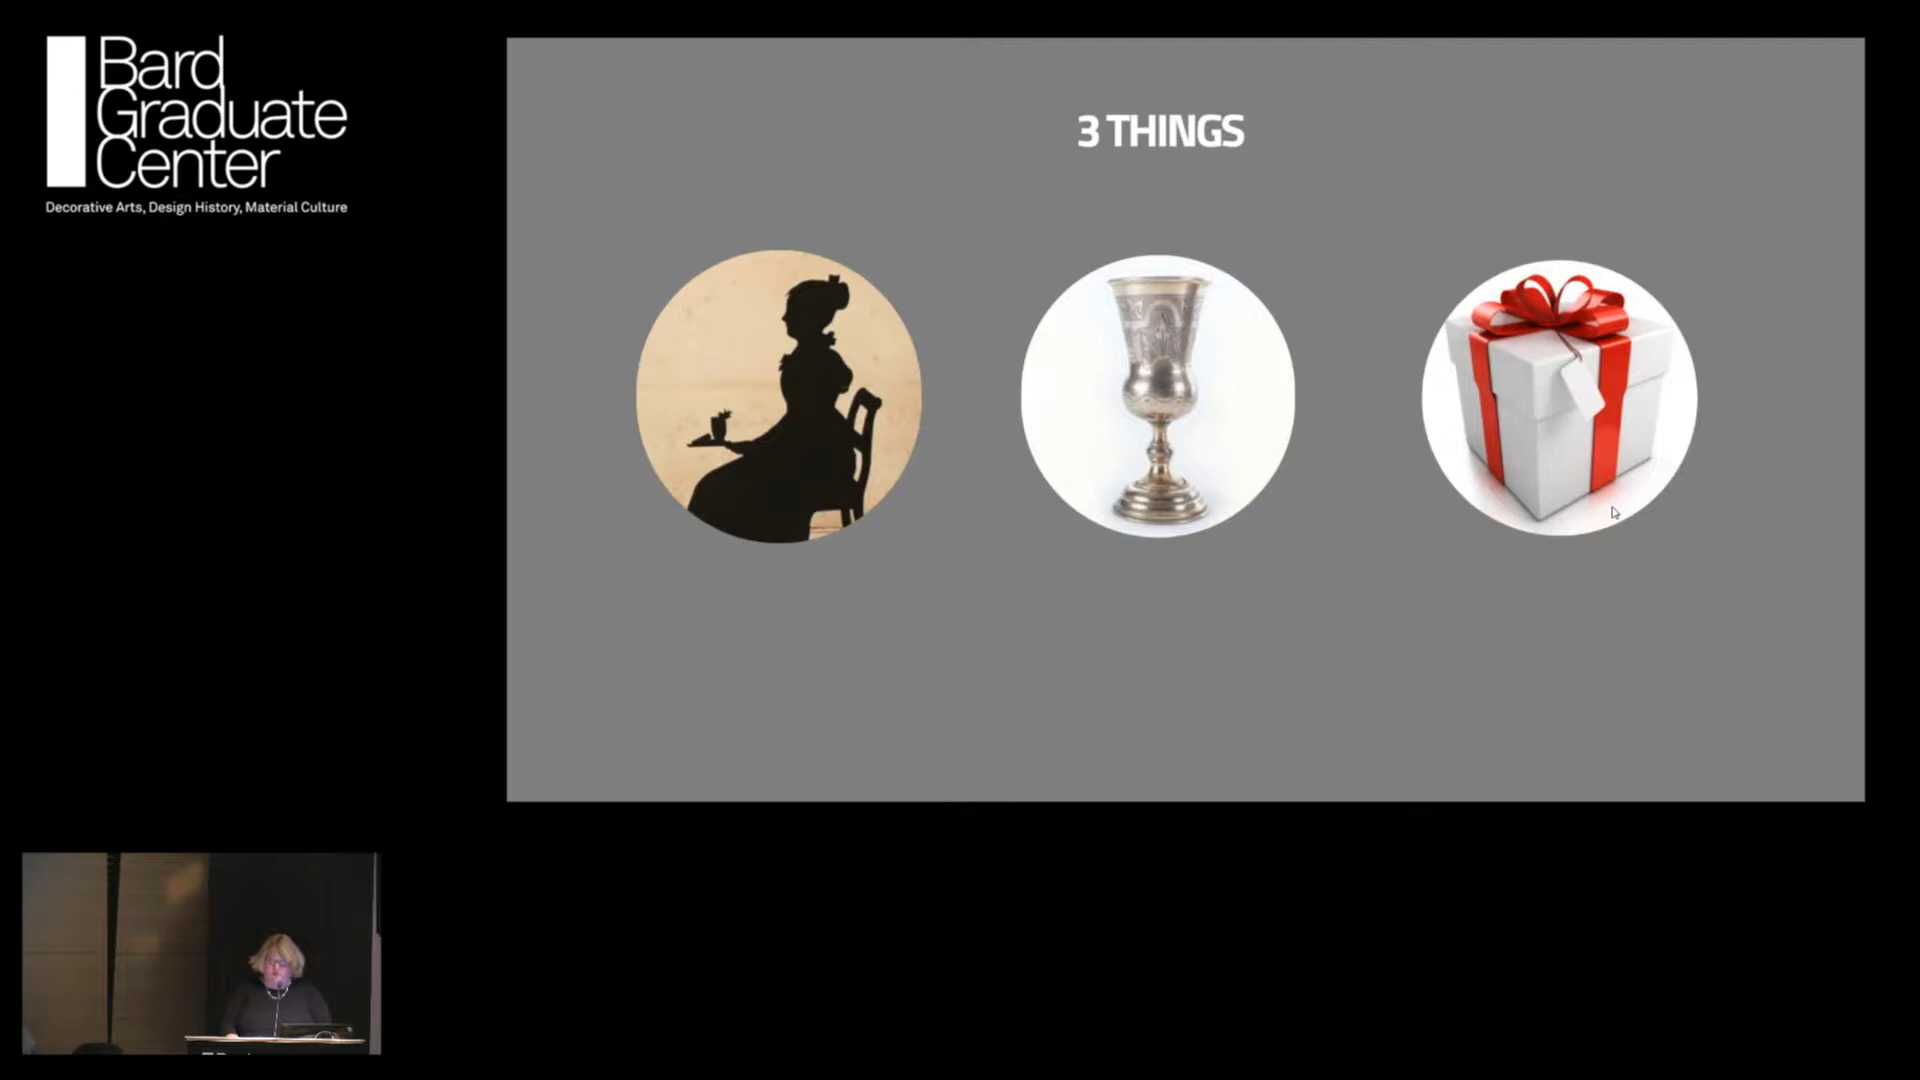 Bard
Graduate
Center
Decorative Arts, Design History, Material Culture
3 THINGS